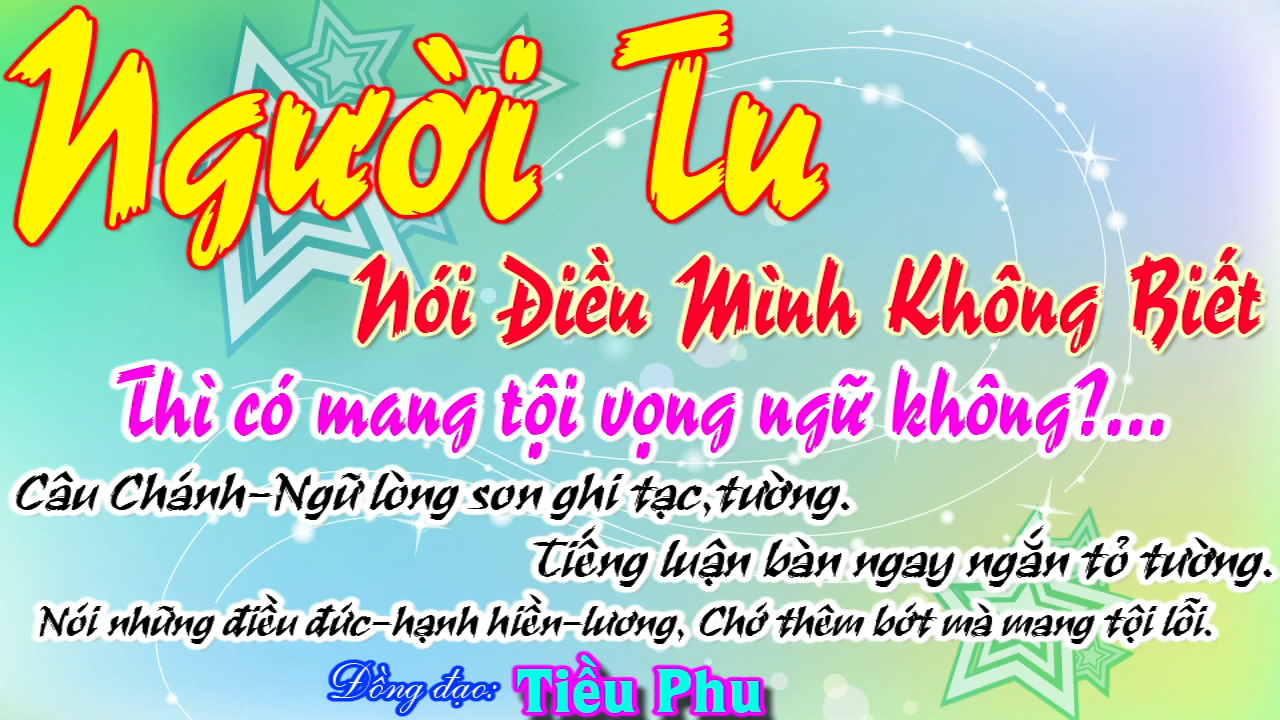 Người Tu
Nói Điều Mình Không Biết
Thì có mang tội vọng ngữ không?...
Câu Chánh-Ngữ lòng son ghi tạc,tường.
Tiếng luận bàn ngay ngắn tỏ tường.
Nói những điều đức-hạnh hiền-lương, Chớ thêm bớt mà mang tội lỗi.
Đồng đạo: Tiều Phu